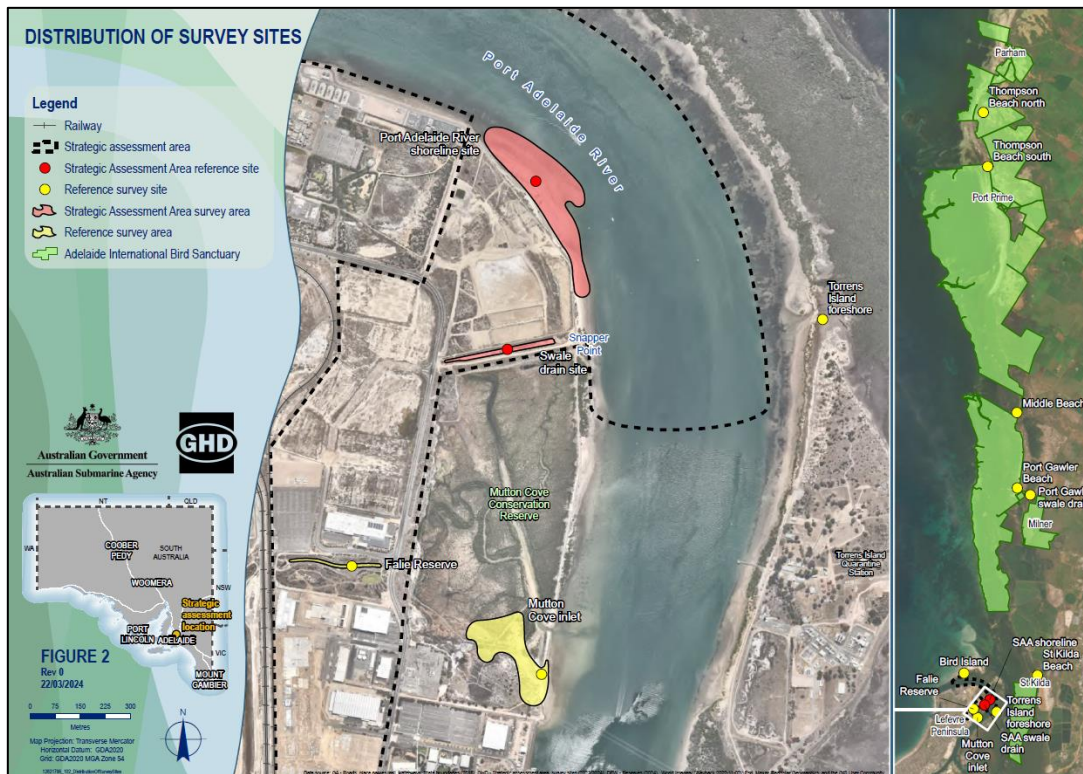 DISTRIBUTION OF SURVEY SITES
Legend
Railway
Strategic assessment area
Strategic Assessment Area reference site
Reference survey site
Strategic Assessment Area survey area
Reference survey area
Adelaide International Bird Sanctuary
Australian Government
Australian Submarine Agency
GHD
NT
QLD
WA
COOBER
PEDY
SOUTH
AUSTRALIA
WOOMERA
NSW
Strategic
assessment
location
PORT
LINCOLN
ADELAIDE
VIC
MOUNT
GAMBIER
FIGURE 2
Rev 0
22/03/2024
0 75 150 225 300
Metres
Map Projection: Transverse Mercator
Horizontal Datum: GDA2020
Grid: GDA2020 MGA Zone 54
N
Port Adelaide River
Port Adelaide River
shoreline site
Torrens
Island
foreshore
Snapper
Point
Swale
drain site
Mutton Cove
Conservation
Reserve
Torrens Island
Quarantine
Station
Falie Reserve
Mutton
Cove inlet
Parham
Thompson
Beach north
Thompson
Beach south
Port Prime
Middle Beach
Port Gawler
Beach
Port Gawler
swale drain
Milner
SAA shoreline
St Kilda
Beach
Bird Island
St Kilda
Falie
Reserve
Torrens
Island
foreshore
Lefevre
Peninsula
SAA swale
drain
Mutton
Cove
inlet